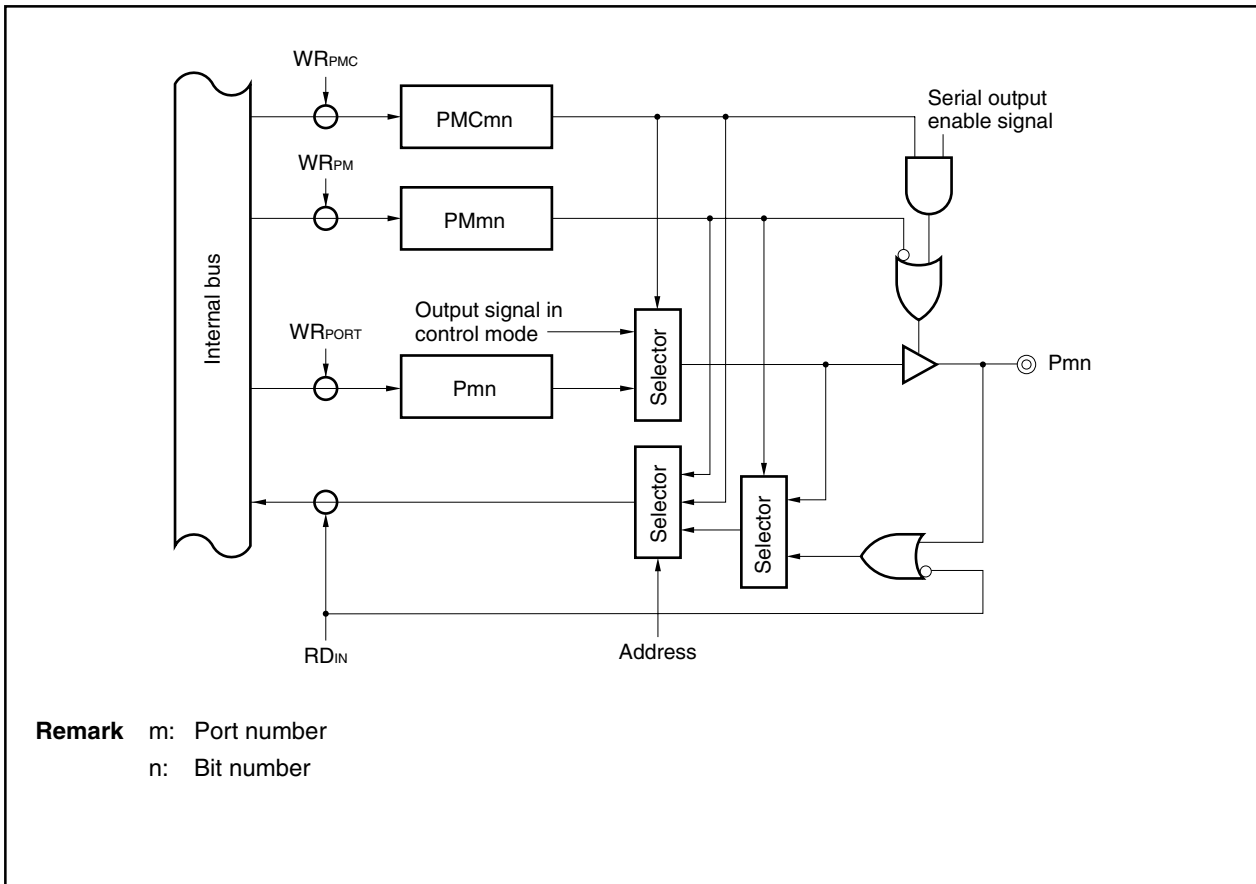 WRPMC
PMCmn
Serial output
enable signal
WRPM
PMmn
Internal bus
Output signal in
control mode
WRPORT
Pmn
Selector
Pmn
Selector
Selector
RDIN
Address
Remark m: Port number
n: Bit number